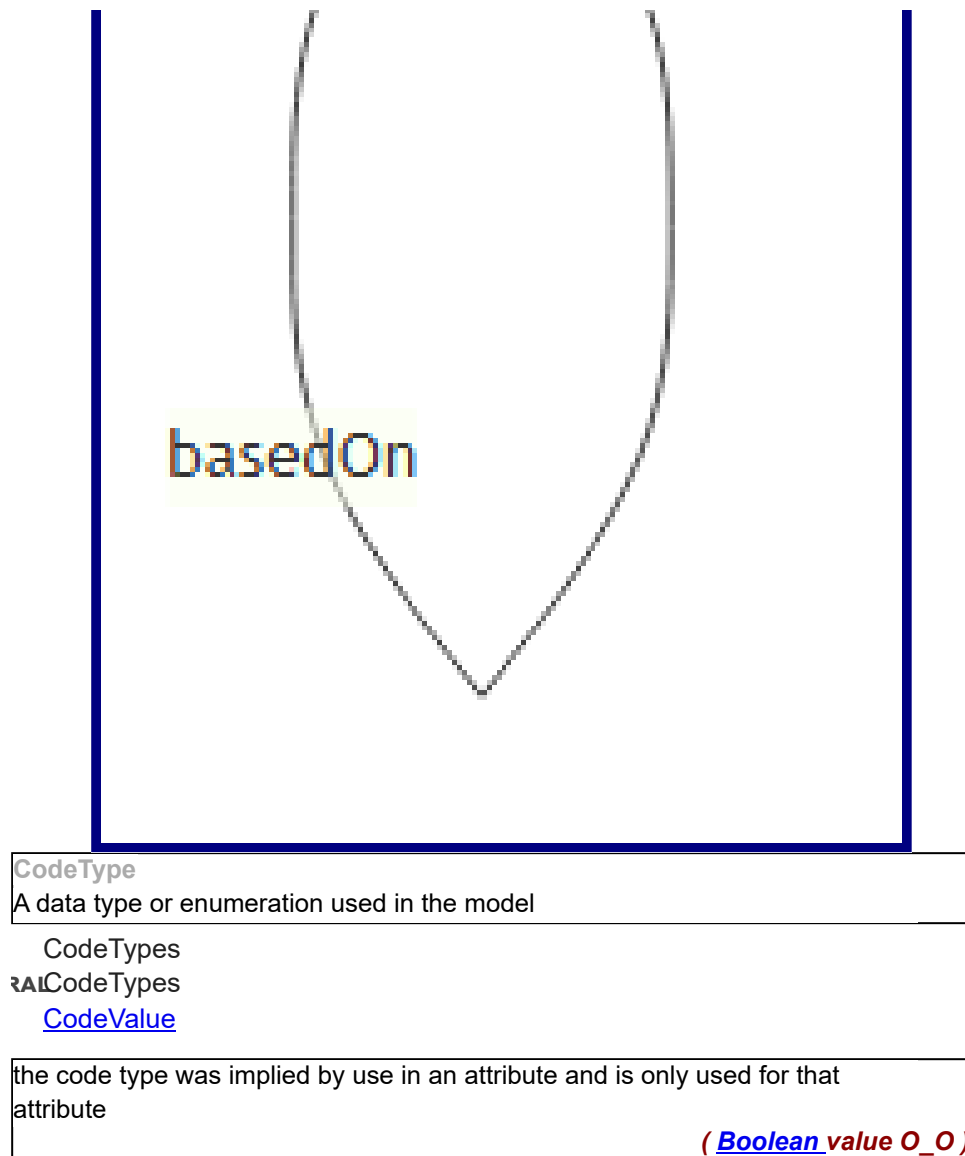 basedOn
CodeType
A data type or enumeration used in the model
CodeTypes
RAL CodeTypes
CodeValue
the code type was implied by use in an attribute and is only used for that
attribute
( Boolean value O_O )